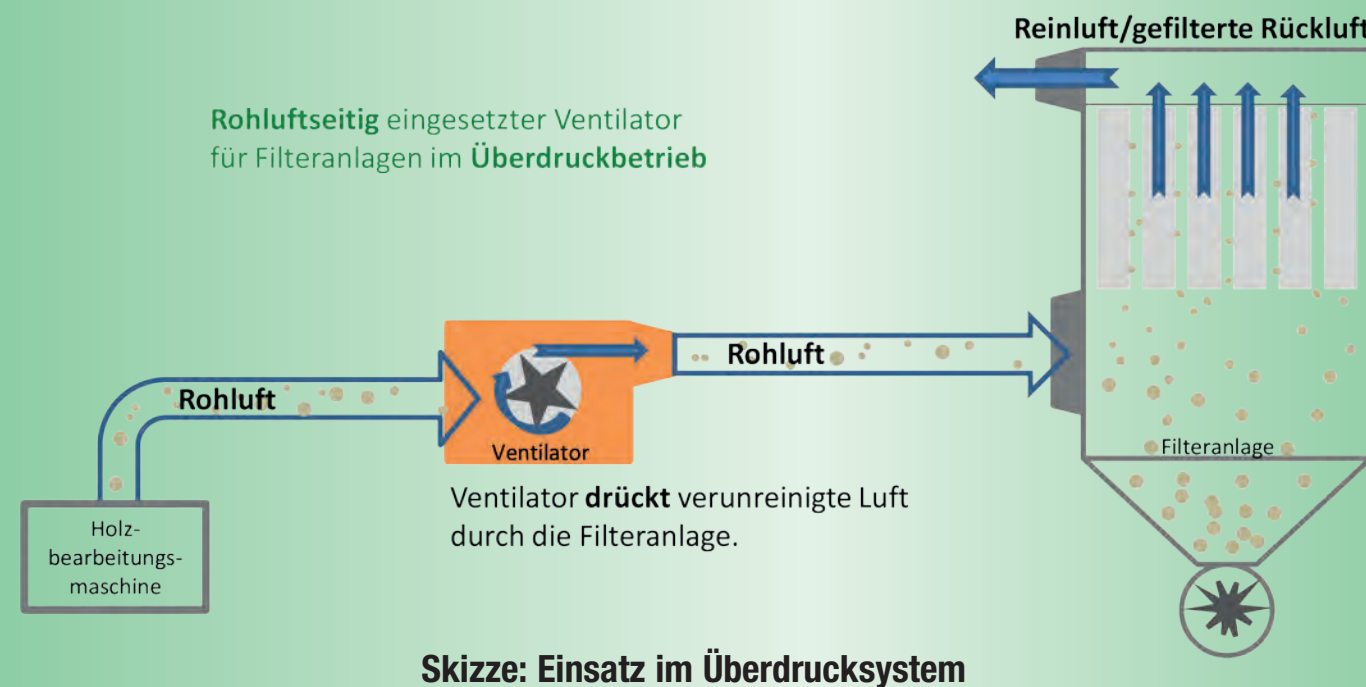 Reinluft/gefilterte Rückluft
Rohluftseitig eingesetzter Ventilator
für Filteranlagen im Überdruckbetrieb
Rohluft
Rohluft
Ventilator
Filteranlage
Ventilator drückt verunreinigte Luft
durch die Filteranlage.
Holz-
bearbeitungs-
maschine
Skizze: Einsatz im Überdrucksystem